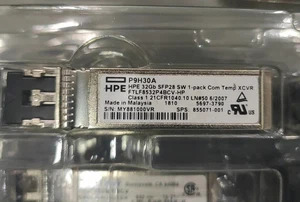 P9H30A
HPE
HPE 32Gb SFP28 SW 1-pack Com Temp XCVR
FTLF8532P4BCV-HP
Class 1 21CFR1040.10 LN#50 6/2007
Made in Malaysia 1810 5697-3790
S/N: MY881000VR SPS: 855071-001